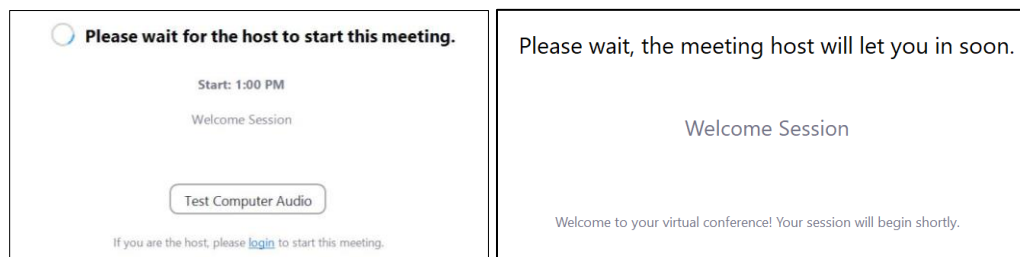 Please wait for the host to start this meeting.
Start: 1:00 PM
Welcome Session
Test Computer Audio
If you are the host, please login to start this meeting.
Please wait, the meeting host will let you in soon.
Welcome Session
Welcome to your virtual conference! Your session will begin shortly.